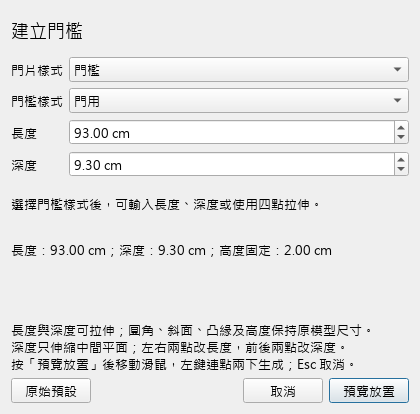 建立門檻
門片樣式 門檻
門檻樣式 門用
長度 93.00 cm
深度 9.30 cm
選擇門檻樣式後，可輸入長度、深度或使用四點拉伸。
長度：93.00 cm；深度：9.30 cm；高度固定：2.00 cm
長度與深度可拉伸；圓角、斜面、凸緣及高度保持原模型尺寸。
深度只伸縮中間平面；左右兩點改長度，前後兩點改深度。
按「預覽放置」後移動滑鼠，左鍵連點兩下生成；Esc 取消。
原始預設 取消 預覽放置